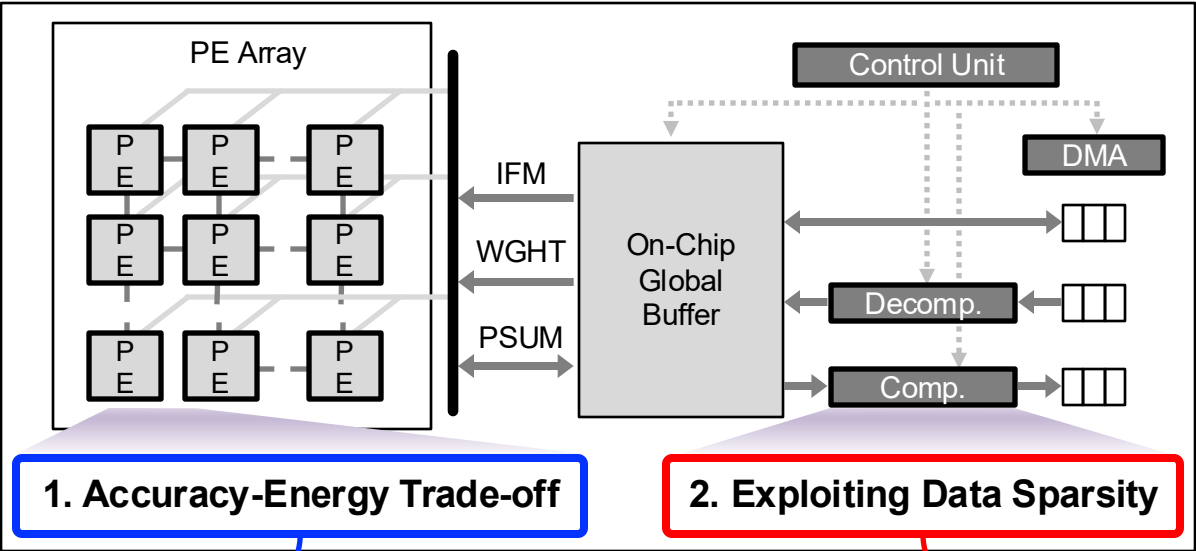 PE Array
Control Unit
DMA
P P P
E E E
IFM
P P P
E E E
WGHT
On-Chip
Global
Buffer
Decomp.
PSUM
P P P
E E E
Comp.
1. Accuracy-Energy Trade-off
2. Exploiting Data Sparsity